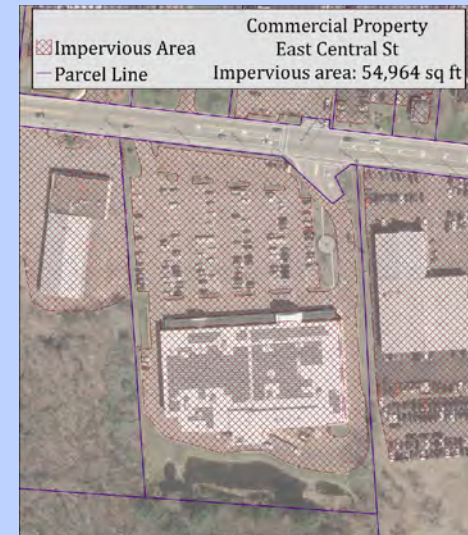 Commercial Property
Impervious Area East Central St
Parcel Line Impervious area: 54,964 sq ft